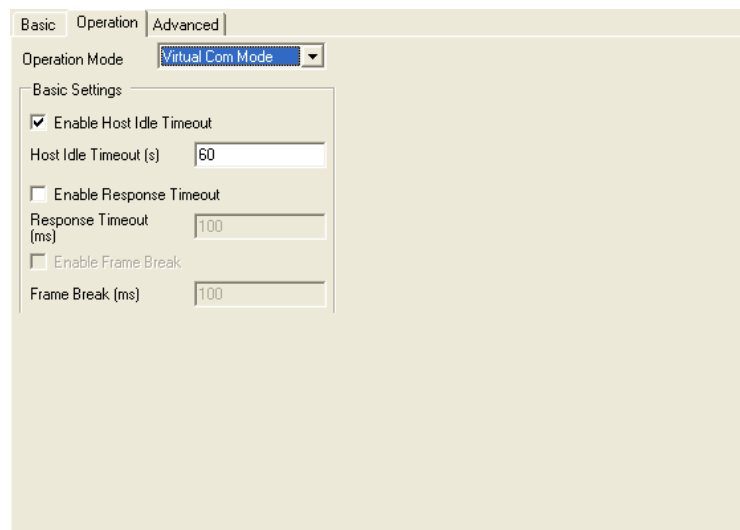 Basic Operation Advanced
Operation Mode Virtual Com Mode
Basic Settings
Enable Host Idle Timeout
Host Idle Timeout (s) 60
Enable Response Timeout
Response Timeout
(ms) 100
Enable Frame Break
Frame Break (ms) 100